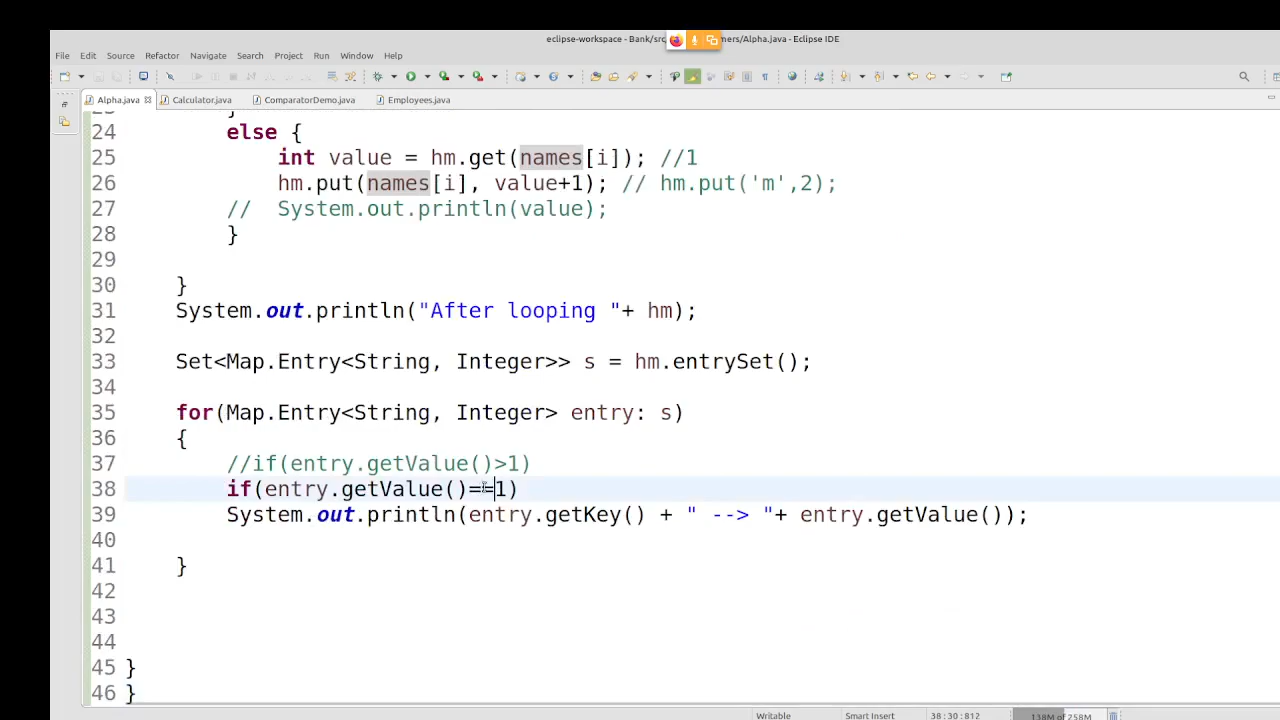 eclipse-workspace - Bank/src mers/Alpha.java - Eclipse IDE
File Edit Source Refactor Navigate Search Project Run Window Help
Alpha.java Calculator.java ComparatorDemo.java Employees.java
24 else {
25 int value = hm.get(names[i]); //1
26 hm.put(names[i], value+1); // hm.put('m',2);
27 // System.out.println(value);
28 }
29
30 }
31 System.out.println("After looping "+ hm);
32
33 Set<Map.Entry<String, Integer>> s = hm.entrySet();
34
35 for(Map.Entry<String, Integer> entry: s)
36 {
37 //if(entry.getValue()>1)
38 if(entry.getValue()==1)
39 System.out.println(entry.getKey() + " --> "+ entry.getValue());
40
41 }
42
43
44
45 }
46 }
Writable Smart Insert 38:30:812 138M of 258M